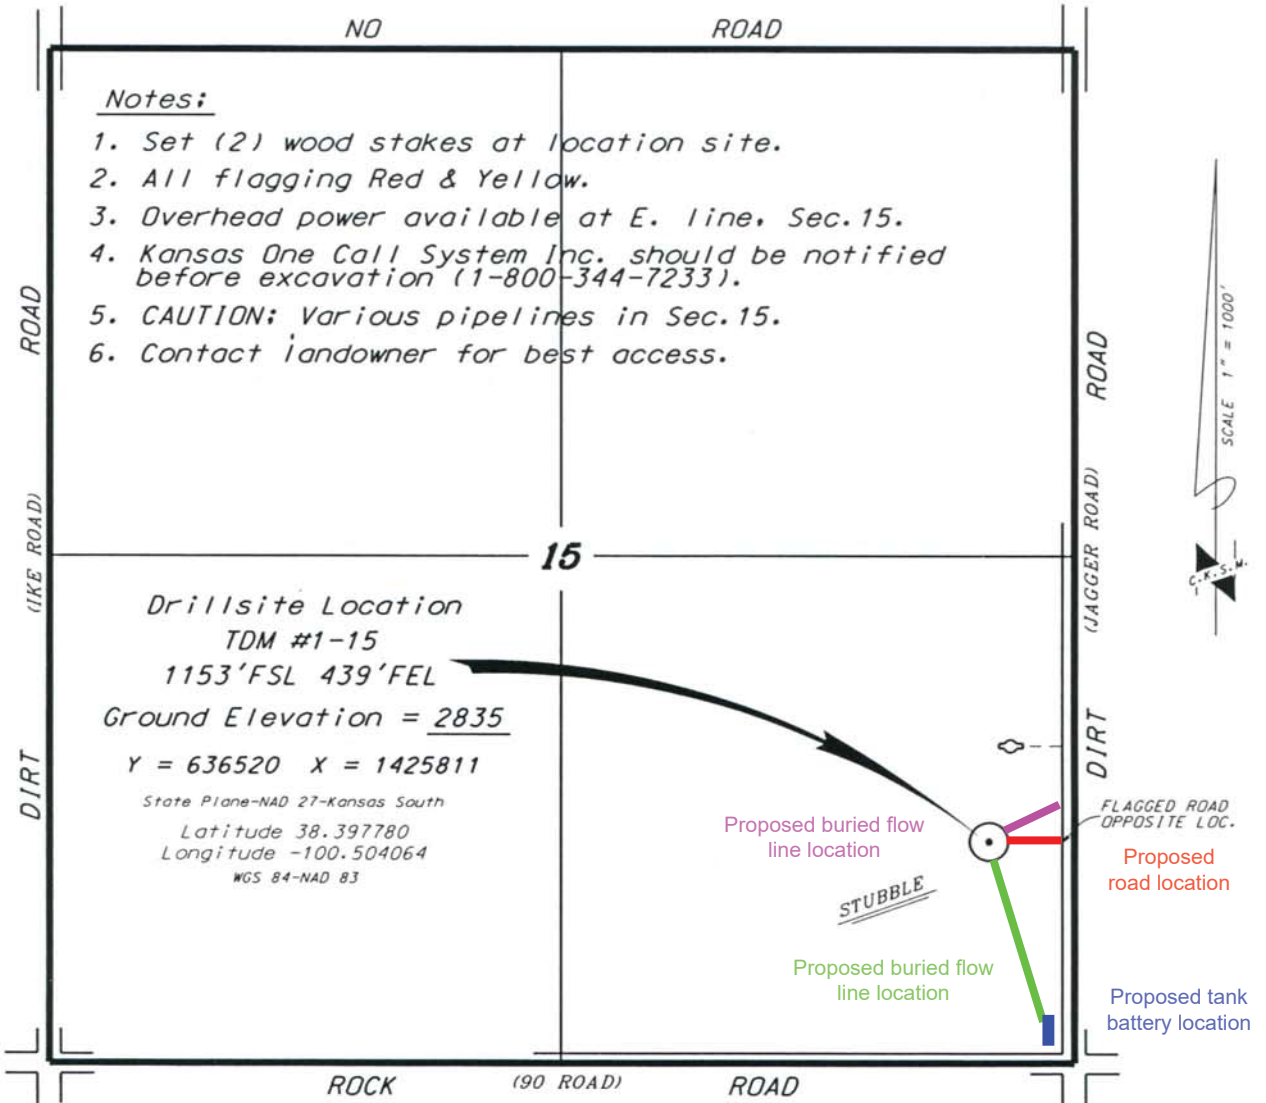 NO ROAD
Notes:
1. Set (2) wood stakes at location site.
2. All flagging Red & Yellow.
3. Overhead power available at E. line, Sec.15.
4. Kansas One Call System Inc. should be notified
before excavation (1-800-344-7233).
5. CAUTION: Various pipelines in Sec.15.
6. Contact landowner for best access.
ROAD
(IKE ROAD)
DIRT
ROAD
(JAGGER ROAD)
DIRT
SCALE 1" = 1000'
C.K.S.M.
15
Drillsite Location
TDM #1-15
1153'FSL 439'FEL
Ground Elevation = 2835
Y = 636520 X = 1425811
State Plane-NAD 27-Kansas South
Latitude 38.397780
Longitude -100.504064
WGS 84-NAD 83
Proposed buried flow
line location
FLAGGED ROAD
OPPOSITE LOC.
Proposed
road location
STUBBLE
Proposed buried flow
line location
Proposed tank
battery location
ROCK (90 ROAD) ROAD